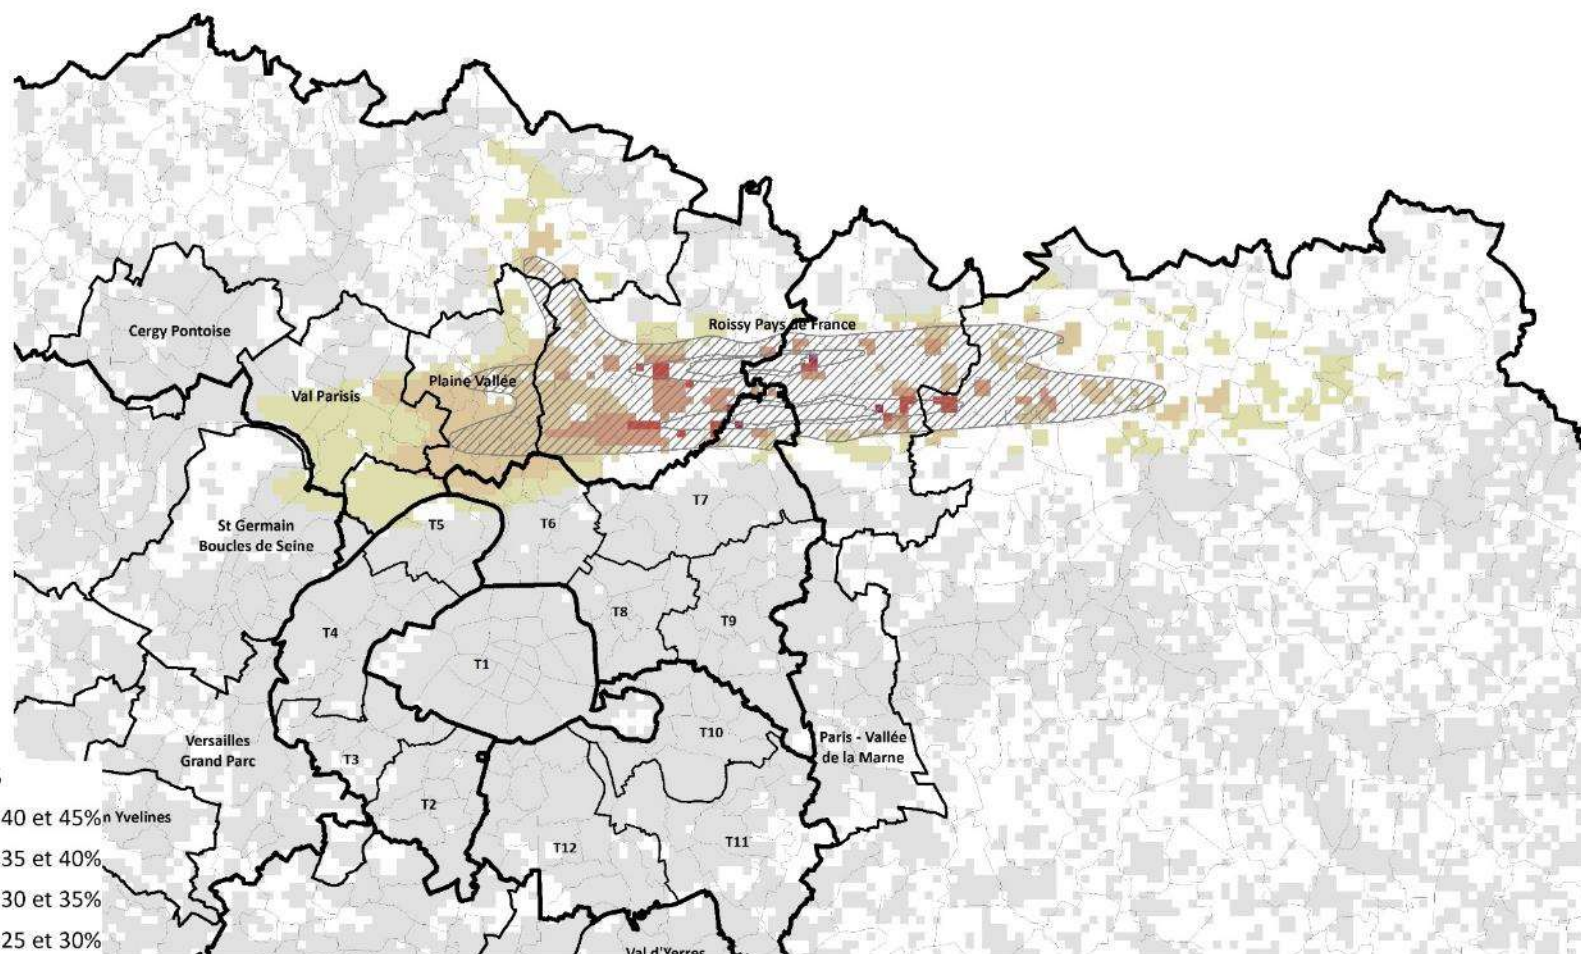 Roissy Pays de France
Cergy Pontoise
Plaine Vallée
Val Parisis
T7
St Germain
Boucles de Seine
T5
T6
T8
T9
T4
T1
T10
Versailles
Grand Parc
Paris - Vallée
de la Marne
T3
T2
40 et 45%
n Yvelines
T12
T11
35 et 40%
30 et 35%
25 et 30%
Val d'Yerres